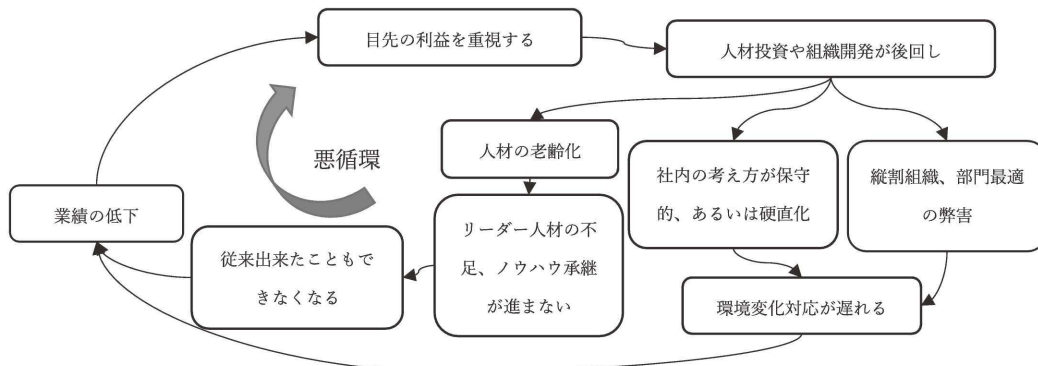 目先の利益を重視する
人材投資や組織開発が後回し
人材の老齢化
悪循環
社内の考え方が保守
的、あるいは硬直化
縦割組織、部門最適
の弊害
業績の低下
従来出来たこともで
きなくなる
リーダー人材の不
足、ノウハウ承継
が進まない
環境変化対応が遅れる